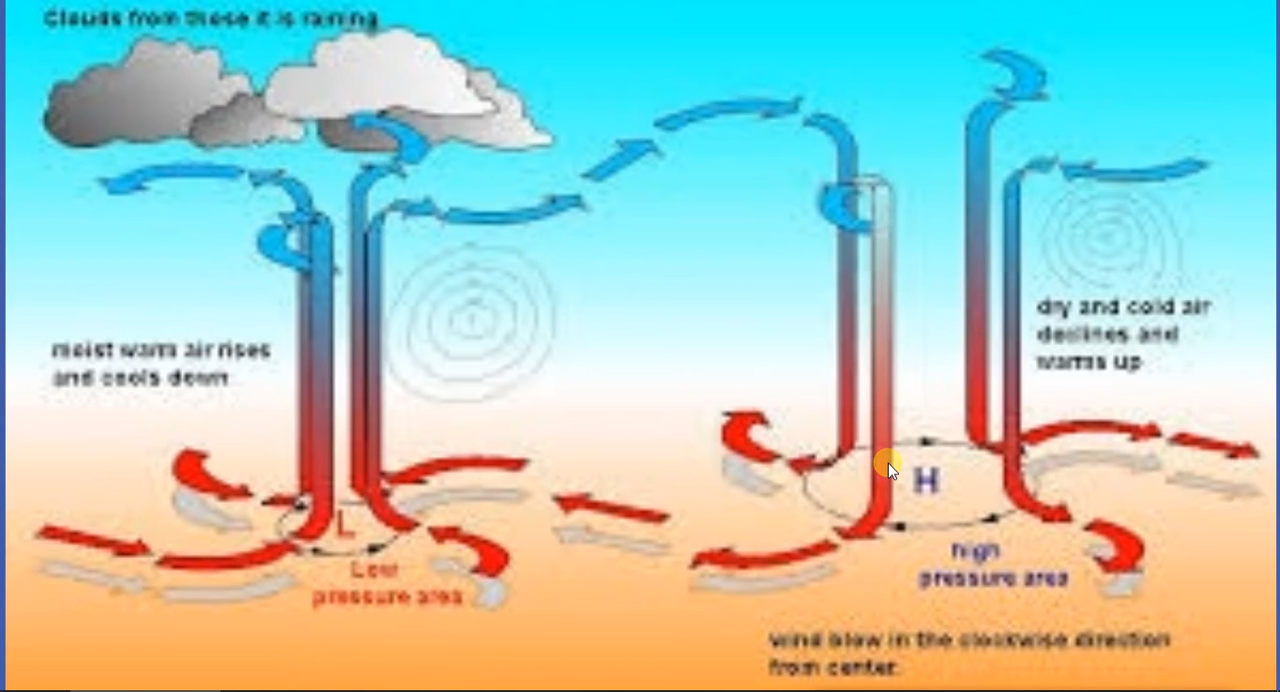 Clouds from those it is raining
moist warm air rises
and cools down
dry and cold air
declines and
warms up
L
Low
pressure area
H
high
pressure area
wind blow in the clockwise direction
from center.